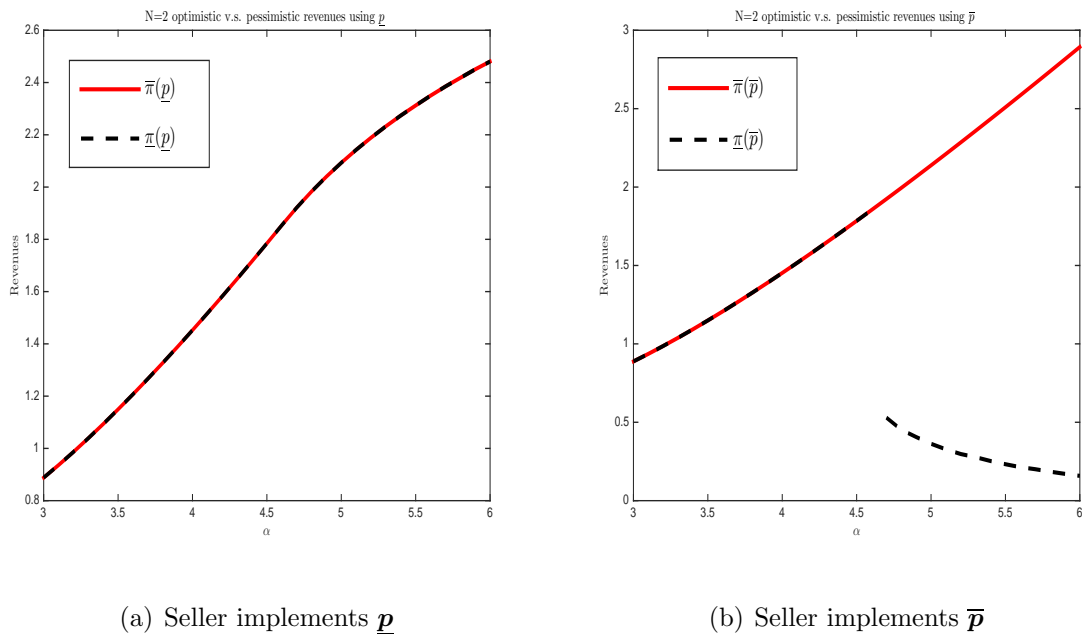 N=2 optimistic v.s. pessimistic revenues using p̲
2.6
2.4
2.2
2
1.8
1.6
1.4
1.2
1
0.8
Revenues
π̅(p̲)
π̲(p̲)
3
3.5
4
4.5
5
5.5
6
α
(a) Seller implements p̲
N=2 optimistic v.s. pessimistic revenues using p̅
3
2.5
2
1.5
1
0.5
0
Revenues
π̅(p̅)
π̲(p̅)
3
3.5
4
4.5
5
5.5
6
α
(b) Seller implements p̅